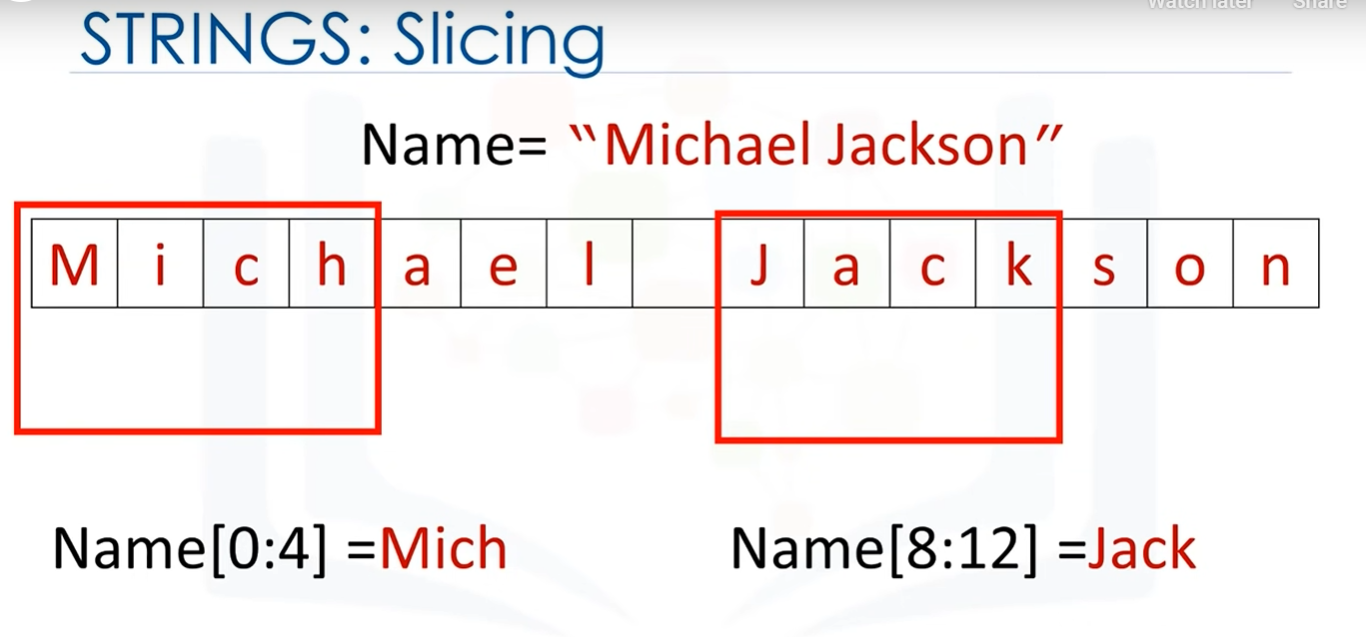 Watch later Share
STRINGS: Slicing
Name= "Michael Jackson"
M i c h a e l J a c k s o n
Name[0:4] =Mich Name[8:12] =Jack